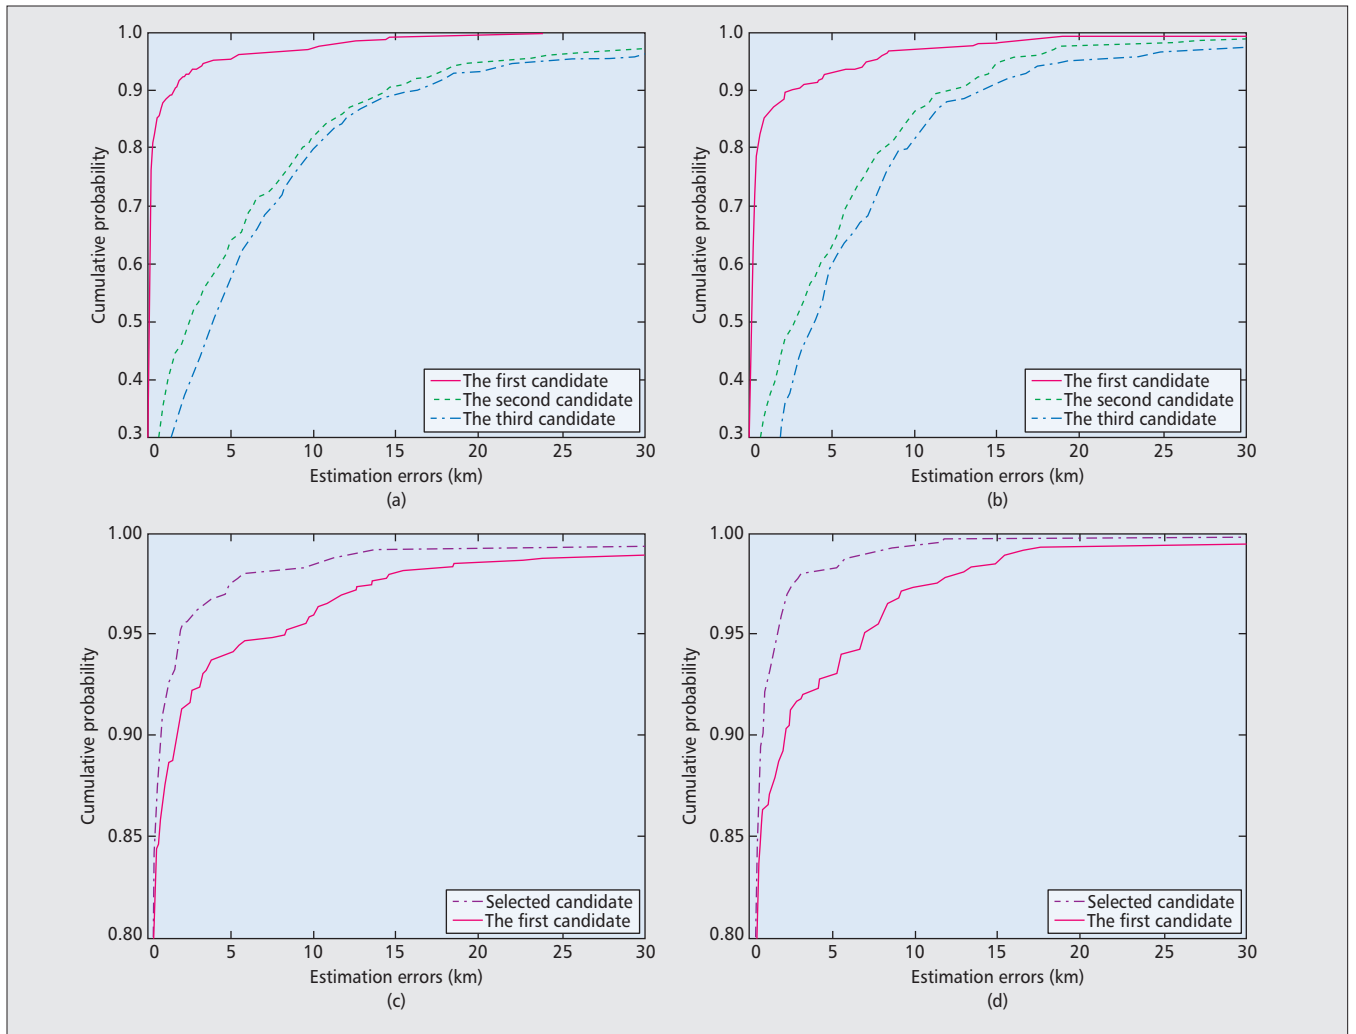 1.0
0.9
0.8
0.7
0.6
0.5
0.4
0.3
Cumulative probability
The first candidate
The second candidate
The third candidate
0 5 10 15 20 25 30
Estimation errors (km)
(a)
1.0
0.9
0.8
0.7
0.6
0.5
0.4
0.3
Cumulative probability
The first candidate
The second candidate
The third candidate
0 5 10 15 20 25 30
Estimation errors (km)
(b)
1.00
0.95
0.90
0.85
0.80
Cumulative probability
Selected candidate
The first candidate
0 5 10 15 20 25 30
Estimation errors (km)
(c)
1.00
0.95
0.90
0.85
0.80
Cumulative probability
Selected candidate
The first candidate
0 5 10 15 20 25 30
Estimation errors (km)
(d)